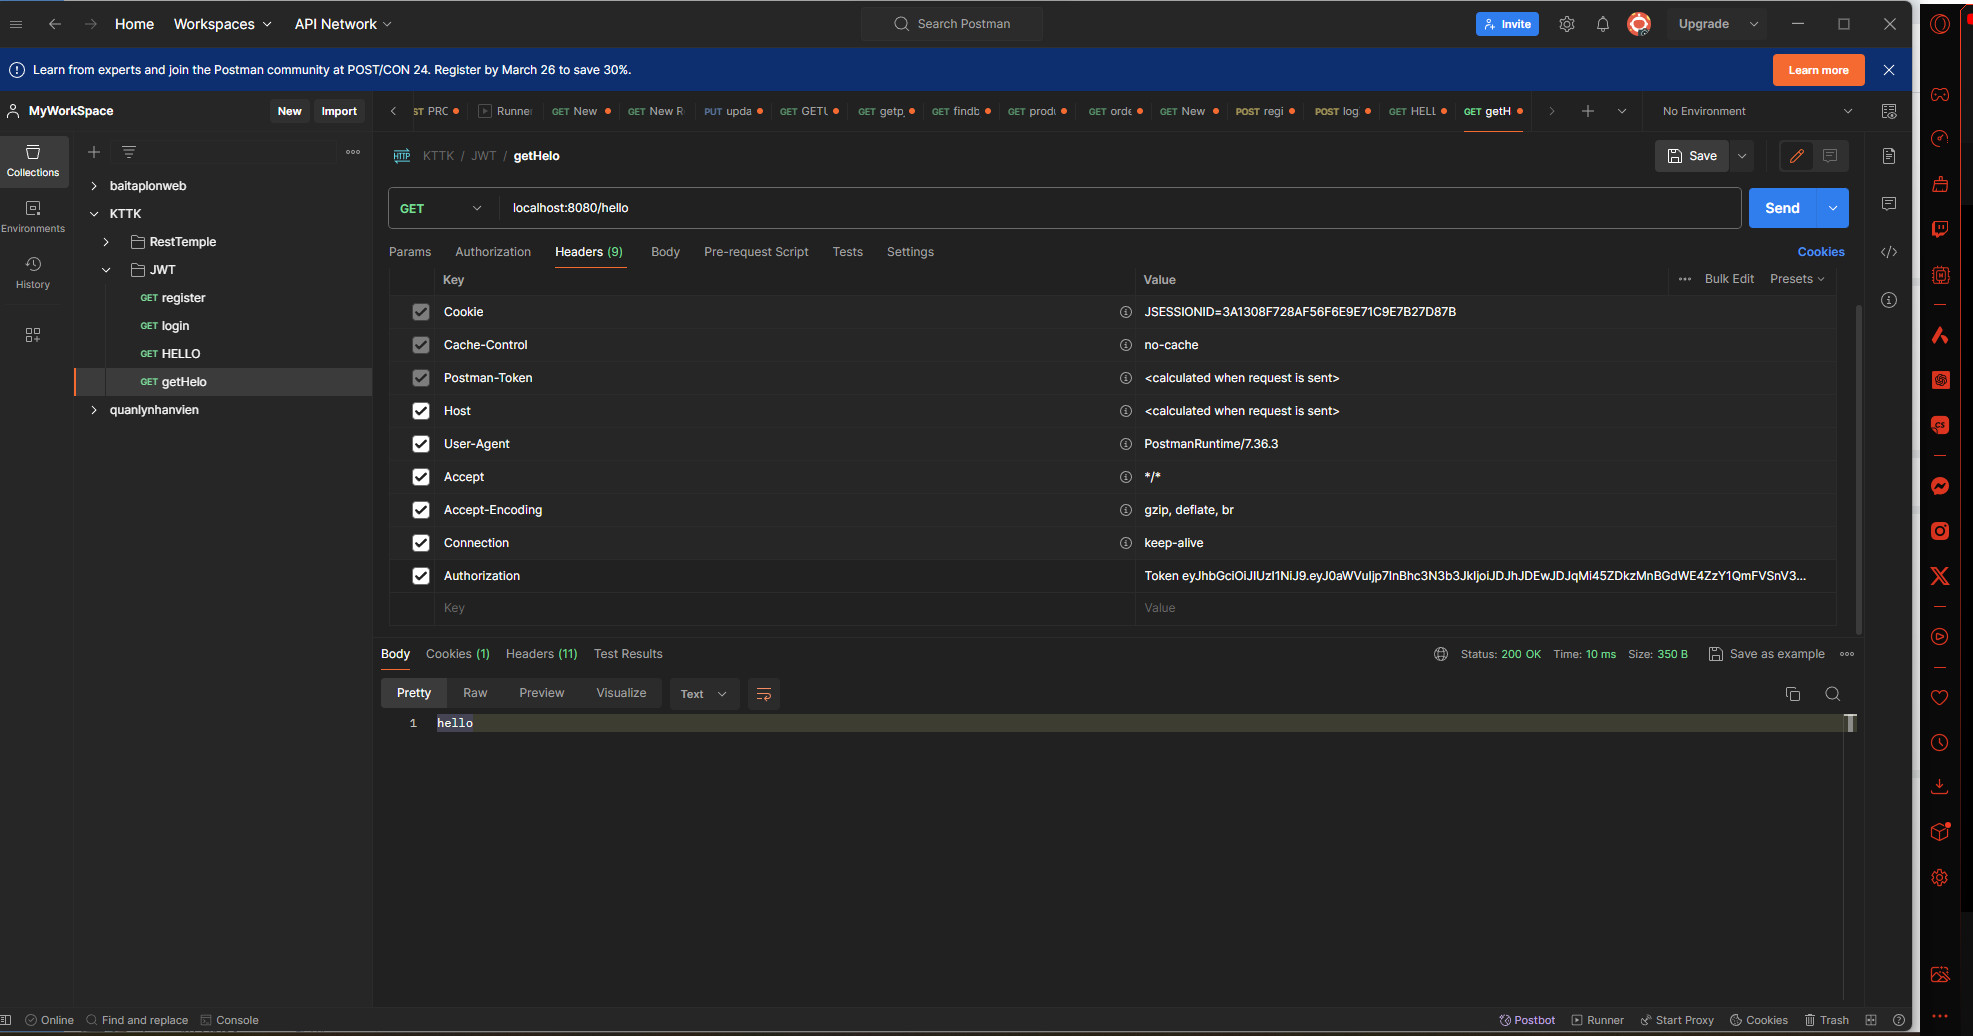 Home Workspaces API Network Search Postman Invite Upgrade
Learn from experts and join the Postman community at POST/CON 24. Register by March 26 to save 30%. Learn more
MyWorkSpace New Import
ST PRC Runner GET New GET New R PUT upda GET GETU GET getp GET findb GET produ GET orde GET New POST regi POST log GET HELL GET getH No Environment
Collections
Environments
History
baitaplonweb
KTTK
RestTemple
JWT
GET register
GET login
GET HELLO
GET getHelo
quanlynhanvien
HTTP KTTK / JWT / getHelo Save
GET localhost:8080/hello Send
Params Authorization Headers (9) Body Pre-request Script Tests Settings Cookies
Key Value Bulk Edit Presets
Cookie JSESSIONID=3A1308F728AF56F6E9E71C9E7B27D87B
Cache-Control no-cache
Postman-Token <calculated when request is sent>
Host <calculated when request is sent>
User-Agent PostmanRuntime/7.36.3
Accept */*
Accept-Encoding gzip, deflate, br
Connection keep-alive
Authorization Token eyJhbGciOiJIUzI1NiJ9.eyJ0aWVuIjp7InBhc3N3b3JkIjoiJDJhJDEwJDJqMi45ZDkzMnBGdWE4ZzY1QmFVSnV3...
Key Value
Body Cookies (1) Headers (11) Test Results Status: 200 OK Time: 10 ms Size: 350 B Save as example
Pretty Raw Preview Visualize Text
1 hello
Online Find and replace Console Postbot Runner Start Proxy Cookies Trash